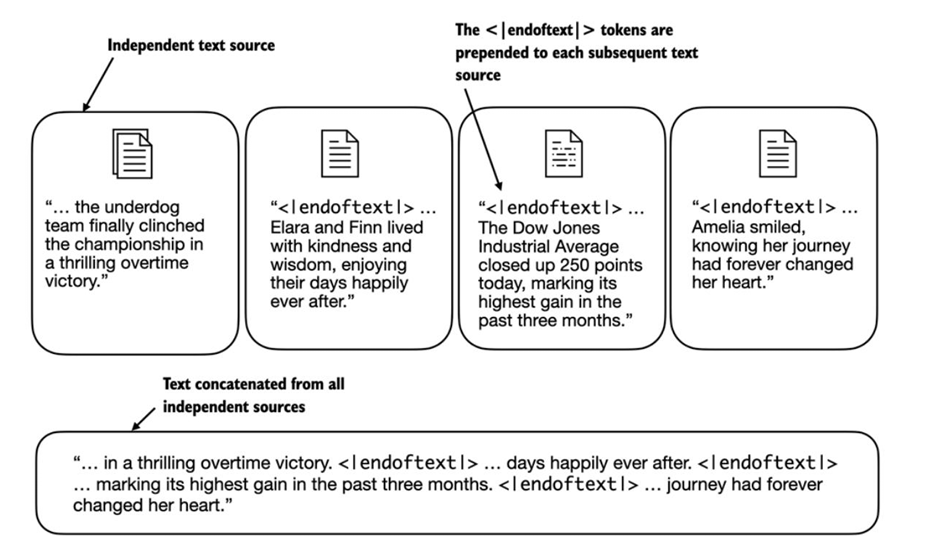 Independent text source
The <|endoftext|> tokens are
prepended to each subsequent text
source
“... the underdog
team finally clinched
the championship in
a thrilling overtime
victory.”
“<|endoftext|> ...
Elara and Finn lived
with kindness and
wisdom, enjoying
their days happily
ever after.”
“<|endoftext|> ...
The Dow Jones
Industrial Average
closed up 250 points
today, marking its
highest gain in the
past three months.”
“<|endoftext|> ...
Amelia smiled,
knowing her journey
had forever changed
her heart.”
Text concatenated from all
independent sources
“... in a thrilling overtime victory. <|endoftext|> ... days happily ever after. <|endoftext|>
... marking its highest gain in the past three months. <|endoftext|> ... journey had forever
changed her heart.”